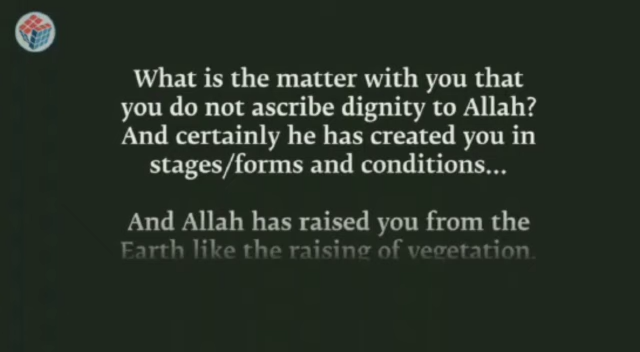 What is the matter with you that
you do not ascribe dignity to Allah?
And certainly he has created you in
stages/forms and conditions...
And Allah has raised you from the
Earth like the raising of vegetation.